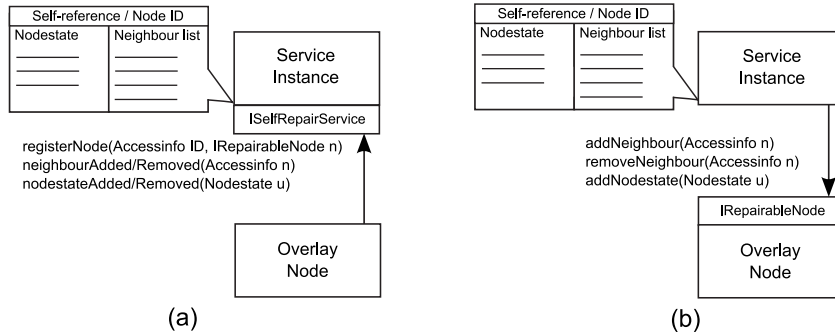 Self-reference / Node ID
Nodestate
Neighbour list
Service
Instance
ISelfRepairService
registerNode(Accessinfo ID, IRepairableNode n)
neighbourAdded/Removed(Accessinfo n)
nodestateAdded/Removed(Nodestate u)
Overlay
Node
(a)
Self-reference / Node ID
Nodestate
Neighbour list
Service
Instance
addNeighbour(Accessinfo n)
removeNeighbour(Accessinfo n)
addNodestate(Nodestate u)
IRepairableNode
Overlay
Node
(b)